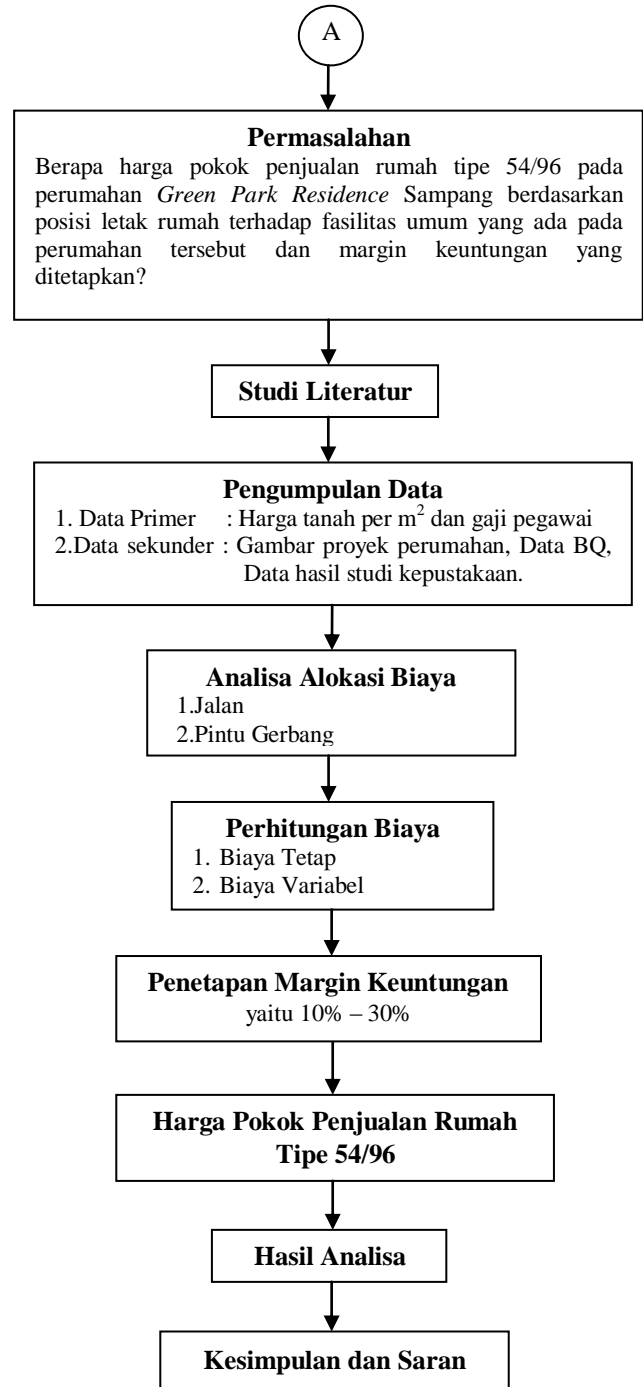 A
Permasalahan
Berapa harga pokok penjualan rumah tipe 54/96 pada
perumahan Green Park Residence Sampang berdasarkan
posisi letak rumah terhadap fasilitas umum yang ada pada
perumahan tersebut dan margin keuntungan yang
ditetapkan?
Studi Literatur
Pengumpulan Data
1. Data Primer : Harga tanah per m² dan gaji pegawai
2.Data sekunder : Gambar proyek perumahan, Data BQ,
Data hasil studi kepustakaan.
Analisa Alokasi Biaya
1.Jalan
2.Pintu Gerbang
Perhitungan Biaya
1. Biaya Tetap
2. Biaya Variabel
Penetapan Margin Keuntungan
yaitu 10% – 30%
Harga Pokok Penjualan Rumah
Tipe 54/96
Hasil Analisa
Kesimpulan dan Saran